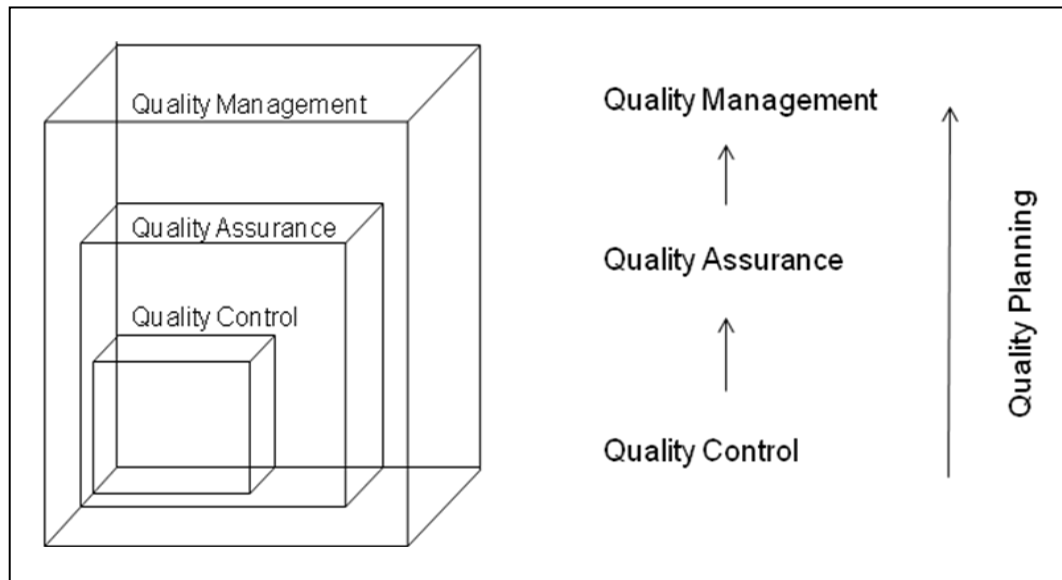 Quality Management
Quality Assurance
Quality Control
Quality Management
Quality Assurance
Quality Control
Quality Planning